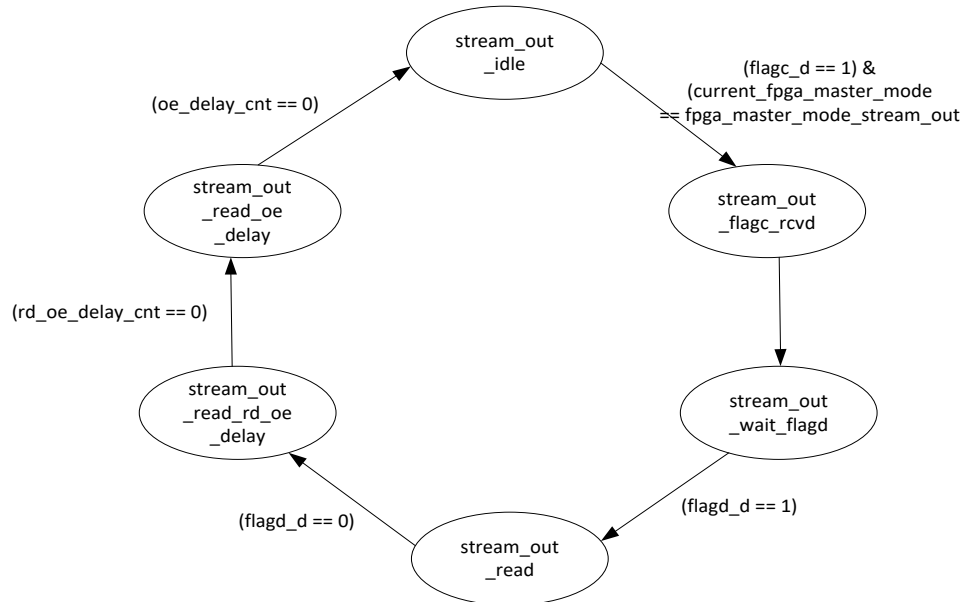 stream_out
_idle
(flagc_d == 1) &
(current_fpga_master_mode
== fpga_master_mode_stream_out
(oe_delay_cnt == 0)
stream_out
_read_oe
_delay
stream_out
_flagc_rcvd
(rd_oe_delay_cnt == 0)
stream_out
_read_rd_oe
_delay
stream_out
_wait_flagd
(flagd_d == 0)
(flagd_d == 1)
stream_out
_read